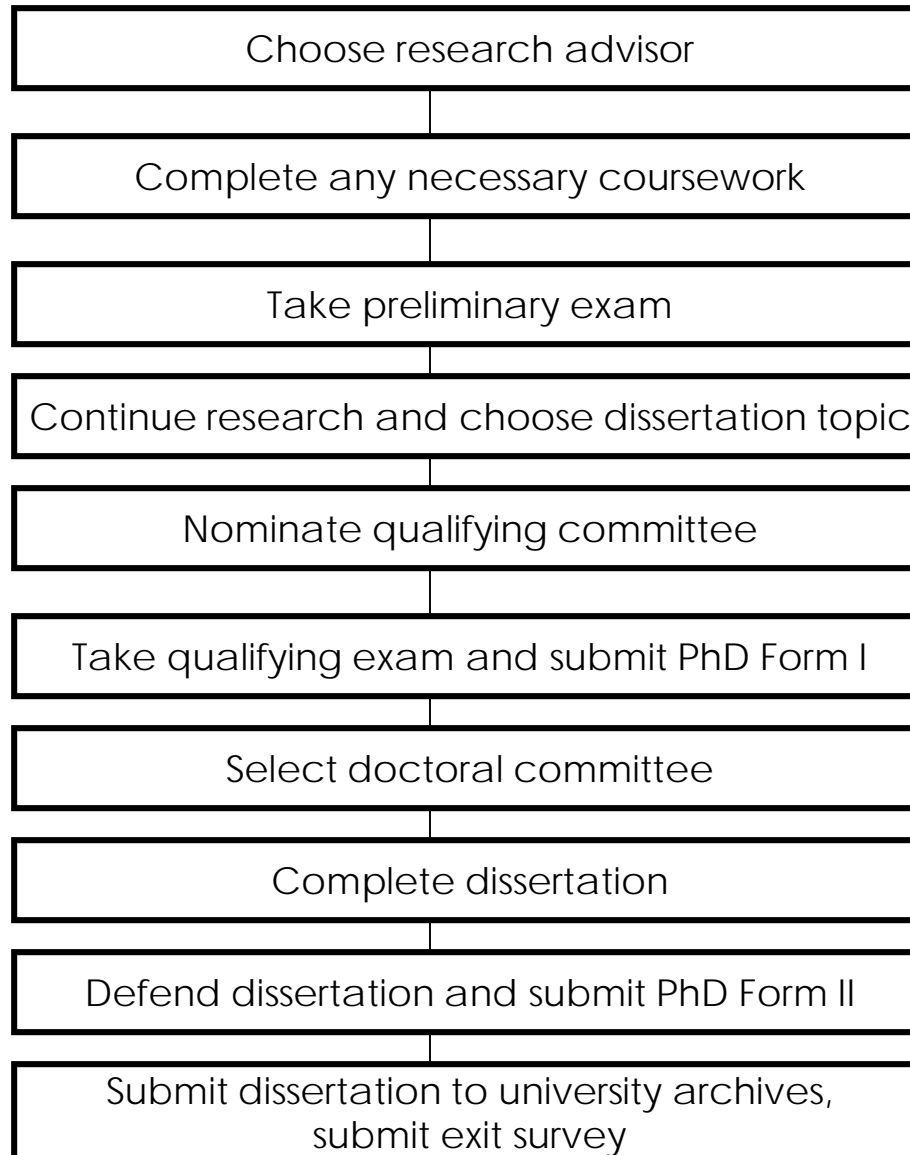 Choose research advisor
Complete any necessary coursework
Take preliminary exam
Continue research and choose dissertation topic
Nominate qualifying committee
Take qualifying exam and submit PhD Form I
Select doctoral committee
Complete dissertation
Defend dissertation and submit PhD Form II
Submit dissertation to university archives,
submit exit survey